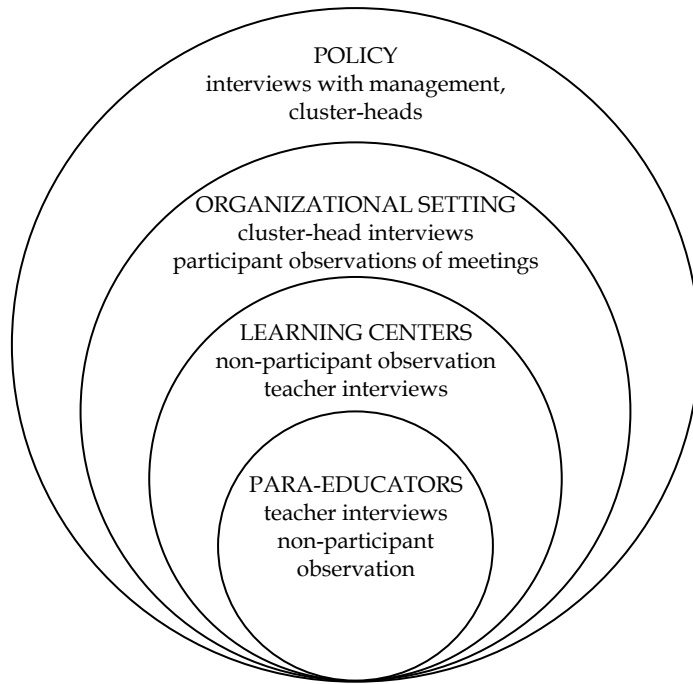 POLICY
interviews with management,
cluster-heads
ORGANIZATIONAL SETTING
cluster-head interviews
participant observations of meetings
LEARNING CENTERS
non-participant observation
teacher interviews
PARA-EDUCATORS
teacher interviews
non-participant
observation